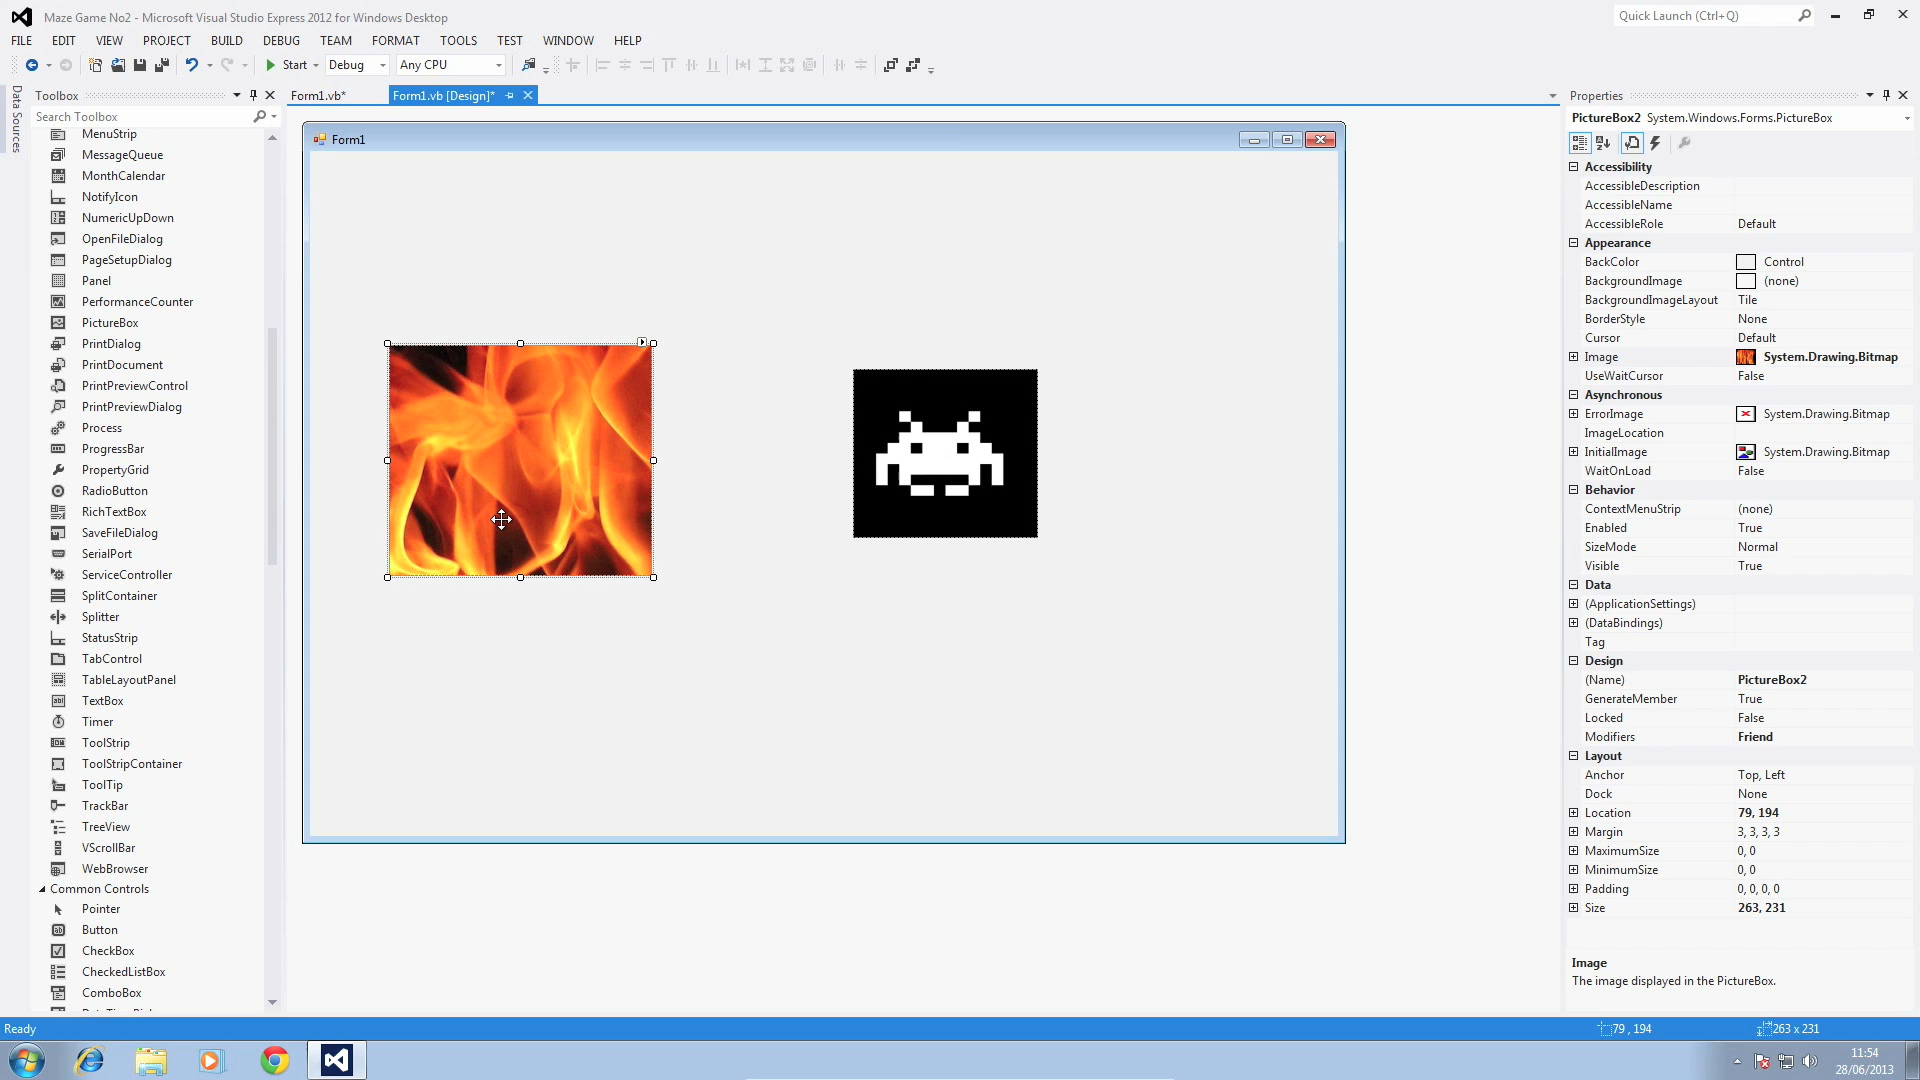 Maze Game No2 - Microsoft Visual Studio Express 2012 for Windows Desktop
Quick Launch (Ctrl+Q)
FILE EDIT VIEW PROJECT BUILD DEBUG TEAM FORMAT TOOLS TEST WINDOW HELP
Start Debug Any CPU
Data Sources
Toolbox
Search Toolbox
MenuStrip
MessageQueue
MonthCalendar
NotifyIcon
NumericUpDown
OpenFileDialog
PageSetupDialog
Panel
PerformanceCounter
PictureBox
PrintDialog
PrintDocument
PrintPreviewControl
PrintPreviewDialog
Process
ProgressBar
PropertyGrid
RadioButton
RichTextBox
SaveFileDialog
SerialPort
ServiceController
SplitContainer
Splitter
StatusStrip
TabControl
TableLayoutPanel
TextBox
Timer
ToolStrip
ToolStripContainer
ToolTip
TrackBar
TreeView
VScrollBar
WebBrowser
Common Controls
Pointer
Button
CheckBox
CheckedListBox
ComboBox
Form1.vb* Form1.vb [Design]*
Form1
Properties
PictureBox2 System.Windows.Forms.PictureBox
Accessibility
AccessibleDescription
AccessibleName
AccessibleRole Default
Appearance
BackColor Control
BackgroundImage (none)
BackgroundImageLayout Tile
BorderStyle None
Cursor Default
Image System.Drawing.Bitmap
UseWaitCursor False
Asynchronous
ErrorImage System.Drawing.Bitmap
ImageLocation
InitialImage System.Drawing.Bitmap
WaitOnLoad False
Behavior
ContextMenuStrip (none)
Enabled True
SizeMode Normal
Visible True
Data
(ApplicationSettings)
(DataBindings)
Tag
Design
(Name) PictureBox2
GenerateMember True
Locked False
Modifiers Friend
Layout
Anchor Top, Left
Dock None
Location 79, 194
Margin 3, 3, 3, 3
MaximumSize 0, 0
MinimumSize 0, 0
Padding 0, 0, 0, 0
Size 263, 231
Image
The image displayed in the PictureBox.
Ready 79 , 194 263 x 231
11:54
28/06/2013